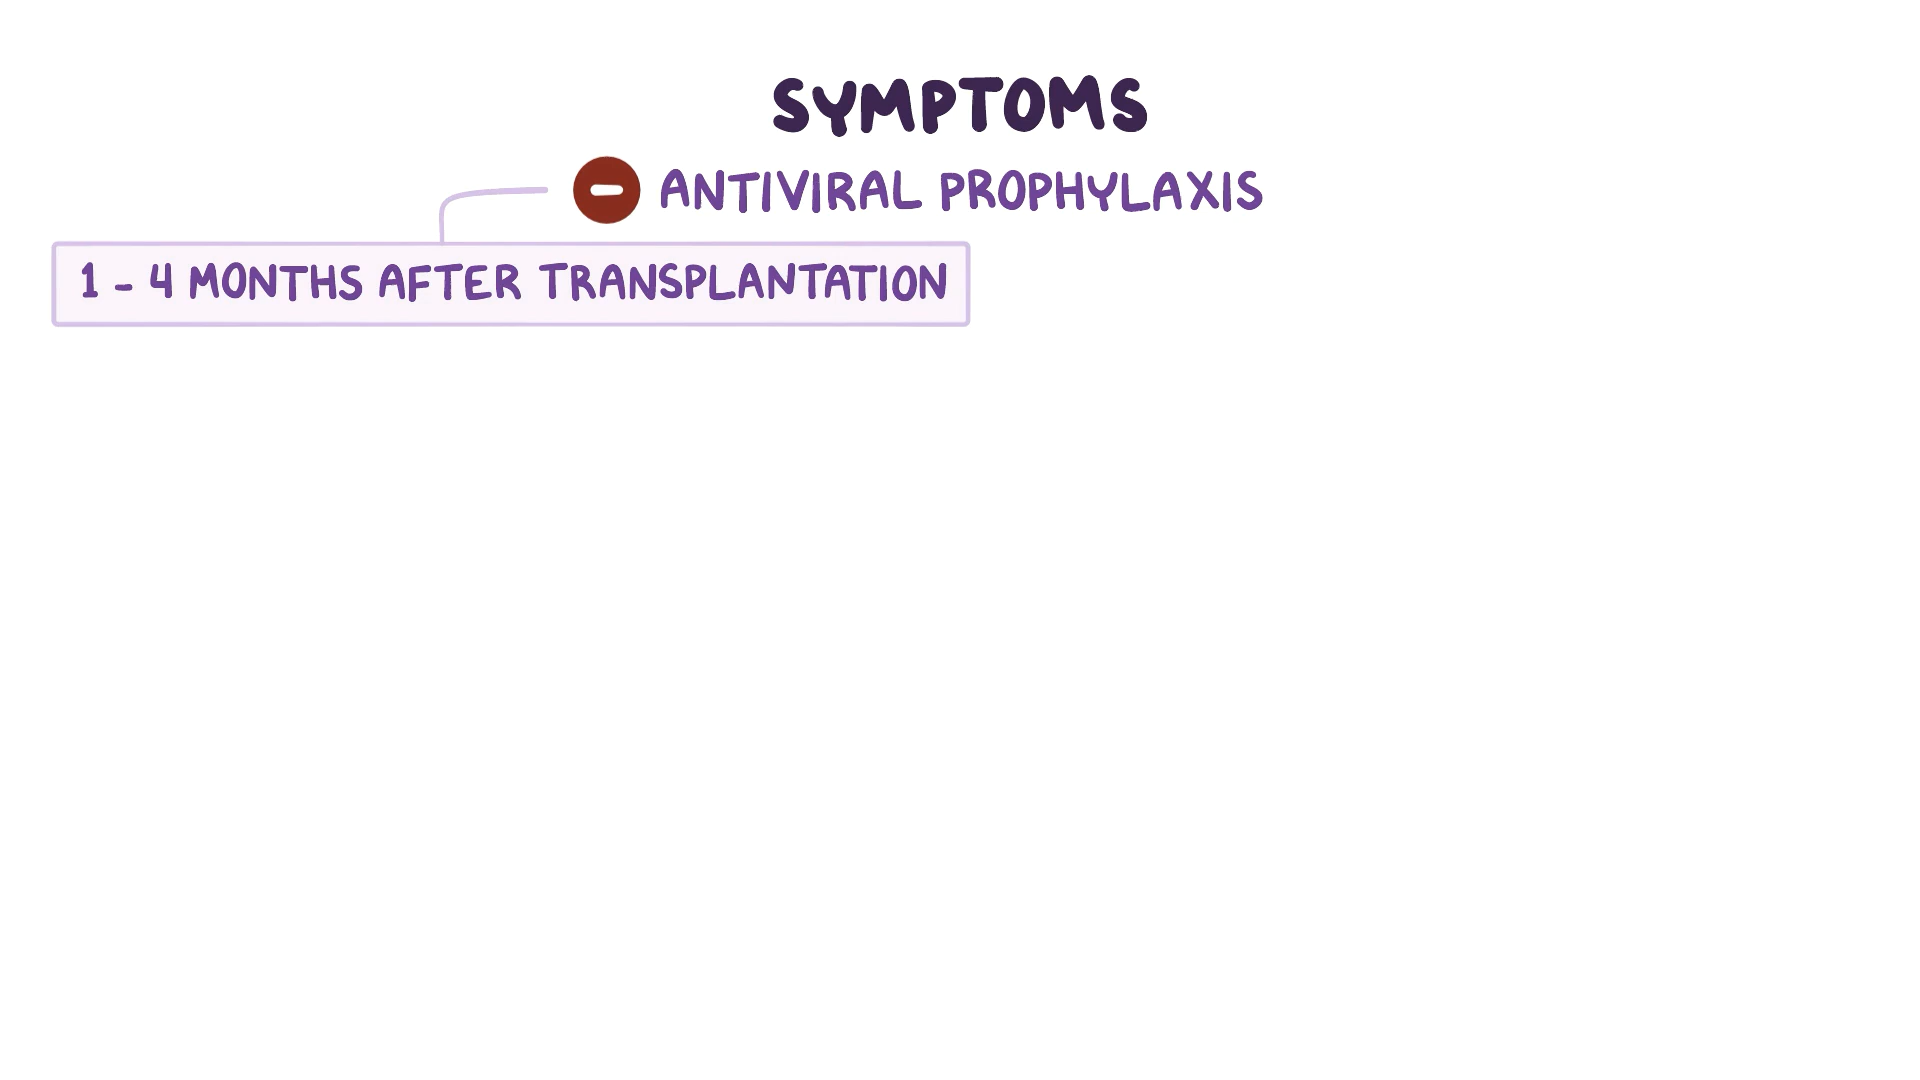 SYMPTOMS
ANTIVIRAL PROPHYLAXIS
1 - 4 MONTHS AFTER TRANSPLANTATION